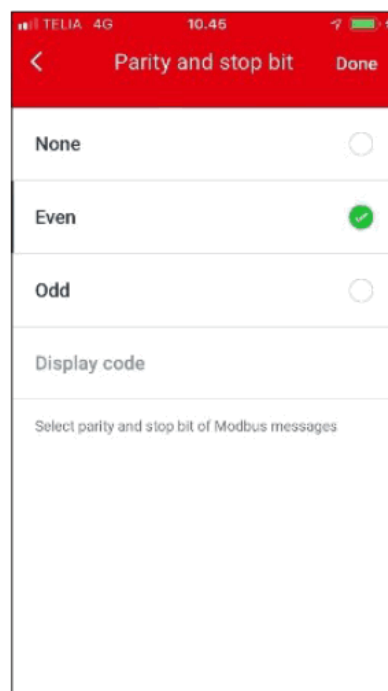 TELIA 4G 10.45
Parity and stop bit Done
None
Even
Odd
Display code
Select parity and stop bit of Modbus messages